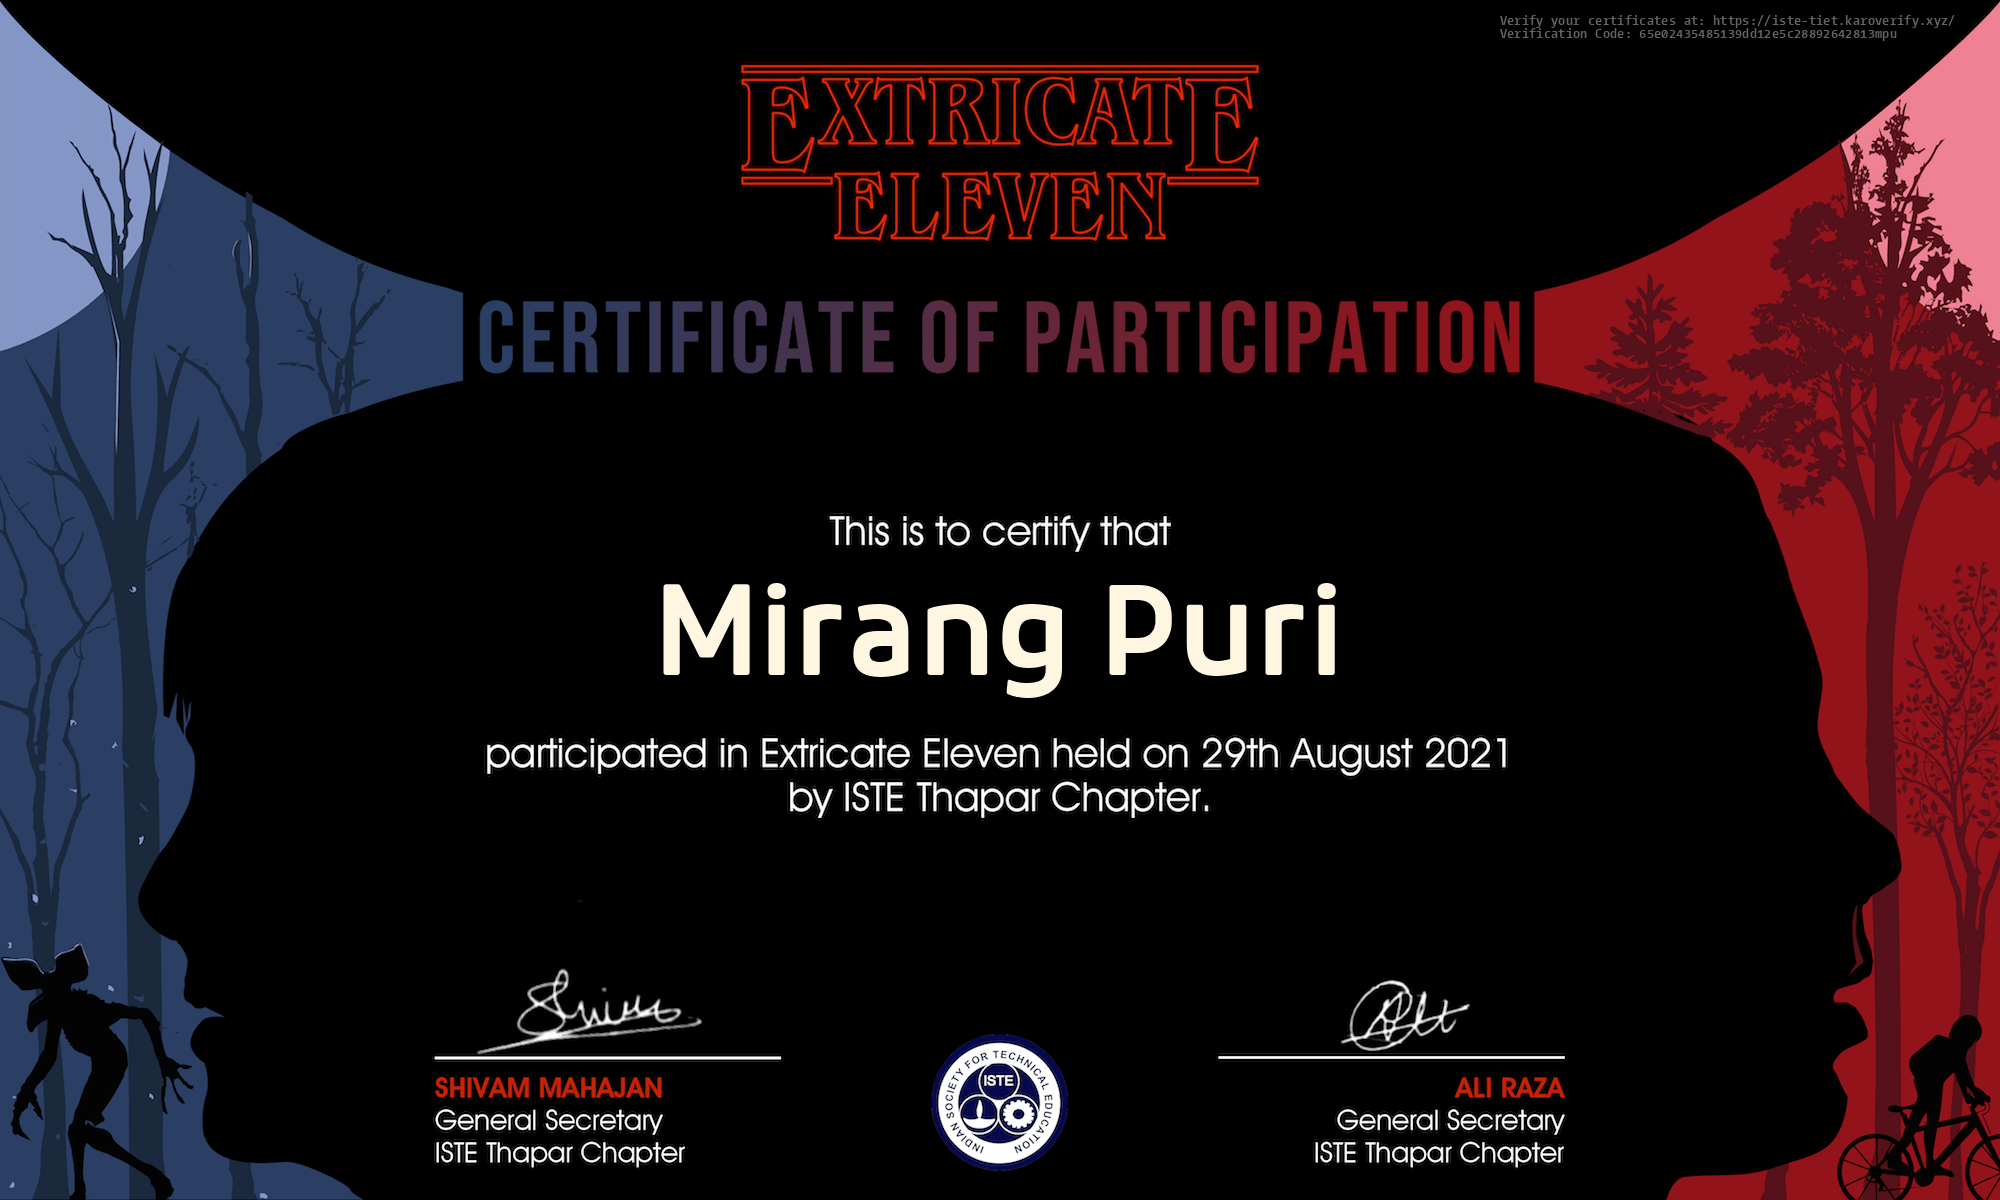 Verify your certificates at: https://iste-tiet.karoverify.xyz/
Verification Code: 65e02435485139dd12e5c28892642813mpu
EXTRICATE
ELEVEN
CERTIFICATE OF PARTICIPATION
This is to certify that
Mirang Puri
participated in Extricate Eleven held on 29th August 2021
by ISTE Thapar Chapter.
SHIVAM MAHAJAN
General Secretary
ISTE Thapar Chapter
INDIAN SOCIETY FOR TECHNICAL EDUCATION
ISTE
ALI RAZA
General Secretary
ISTE Thapar Chapter